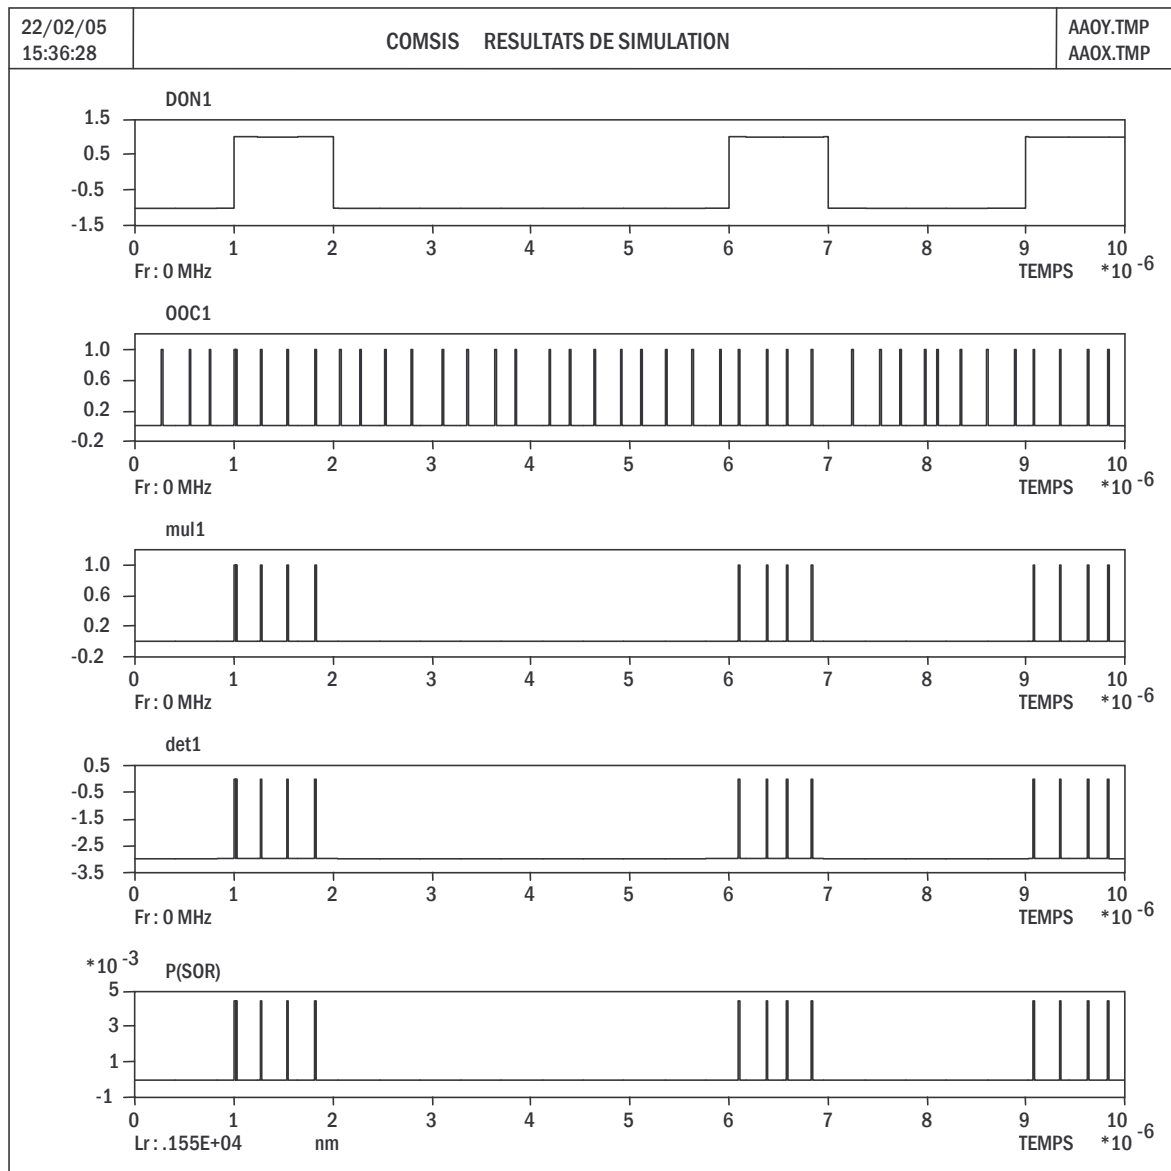 22/02/05
15:36:28
COMSIS RESULTATS DE SIMULATION
AAOY.TMP
AAOX.TMP
DON1
1.5
0.5
-0.5
-1.5
0 1 2 3 4 5 6 7 8 9 10
Fr : 0 MHz TEMPS *10 -6
OOC1
1.0
0.6
0.2
-0.2
0 1 2 3 4 5 6 7 8 9 10
Fr : 0 MHz TEMPS *10 -6
mul1
1.0
0.6
0.2
-0.2
0 1 2 3 4 5 6 7 8 9 10
Fr : 0 MHz TEMPS *10 -6
det1
0.5
-0.5
-1.5
-2.5
-3.5
0 1 2 3 4 5 6 7 8 9 10
Fr : 0 MHz TEMPS *10 -6
*10 -3 P(SOR)
5
3
1
-1
0 1 2 3 4 5 6 7 8 9 10
Lr : .155E+04 nm TEMPS *10 -6